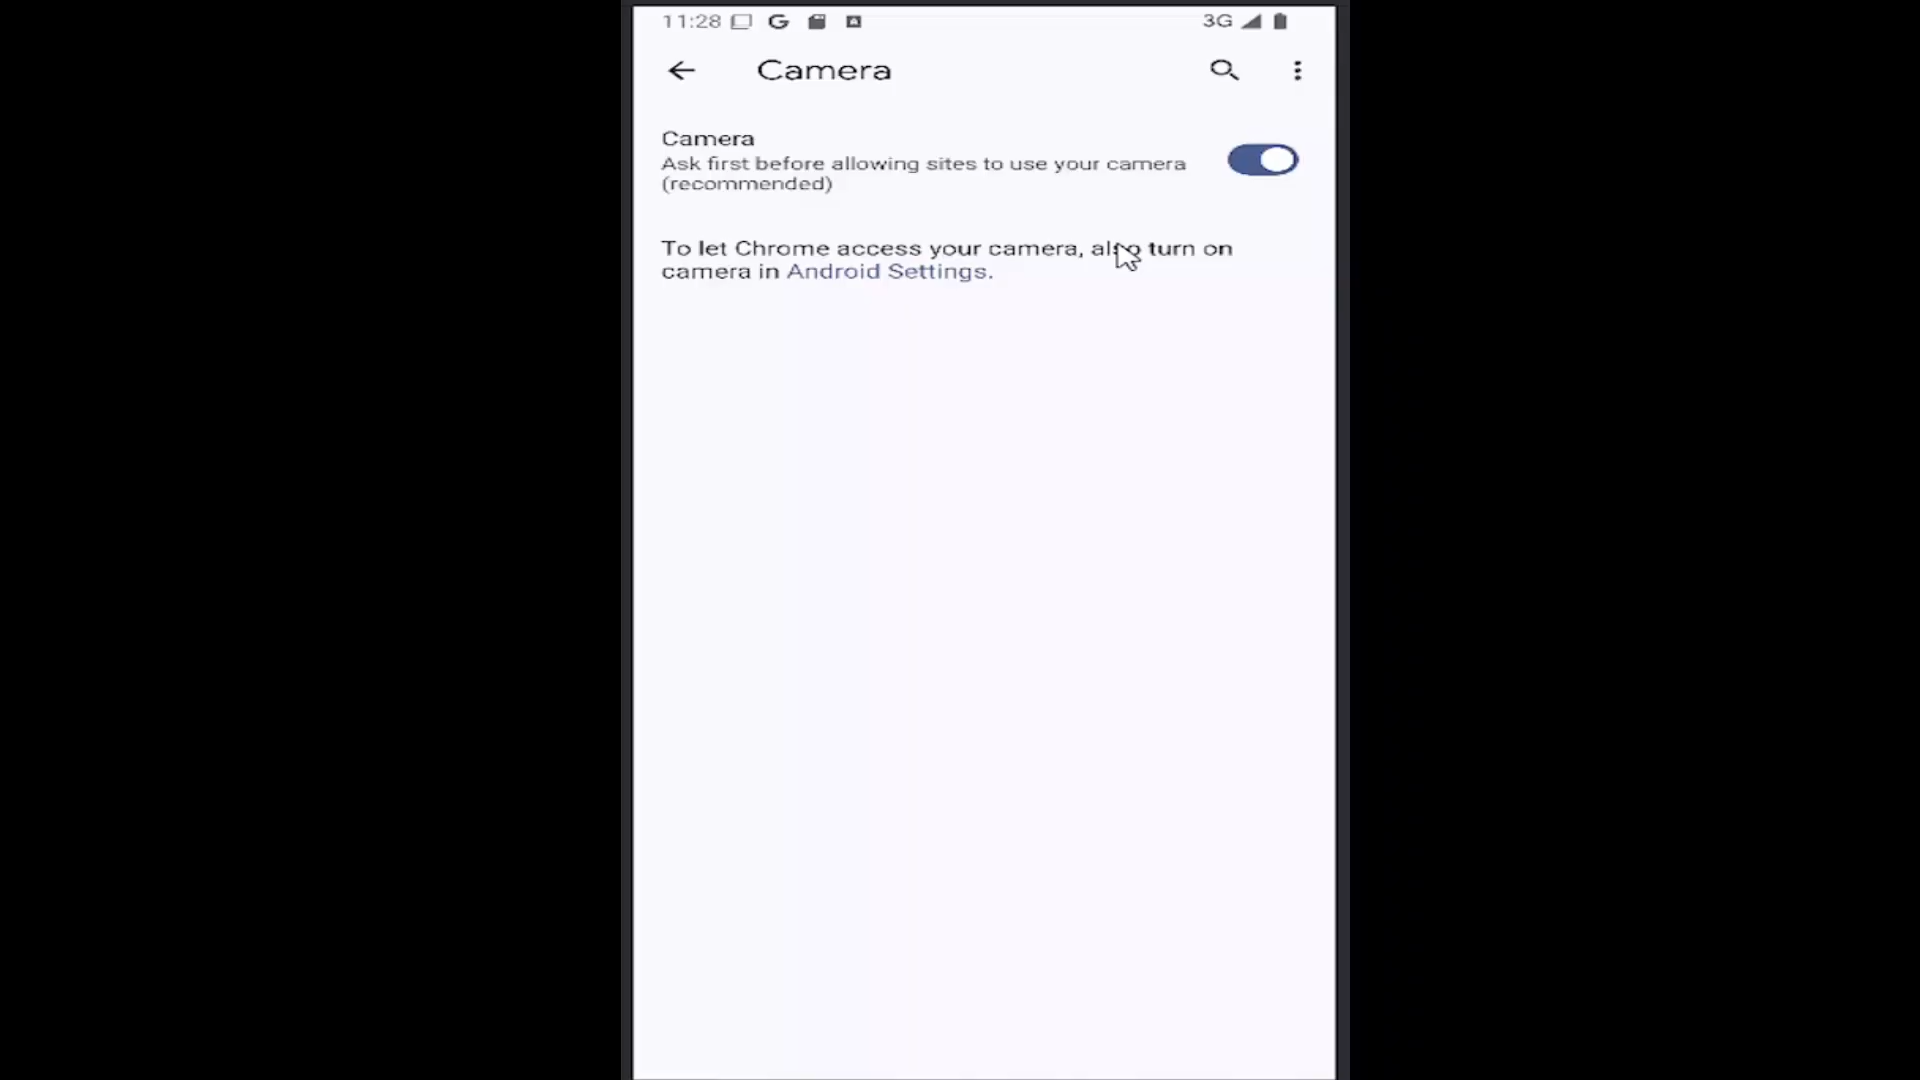 11:28
3G
Camera
Camera
Ask first before allowing sites to use your camera
(recommended)
To let Chrome access your camera, also turn on
camera in Android Settings.